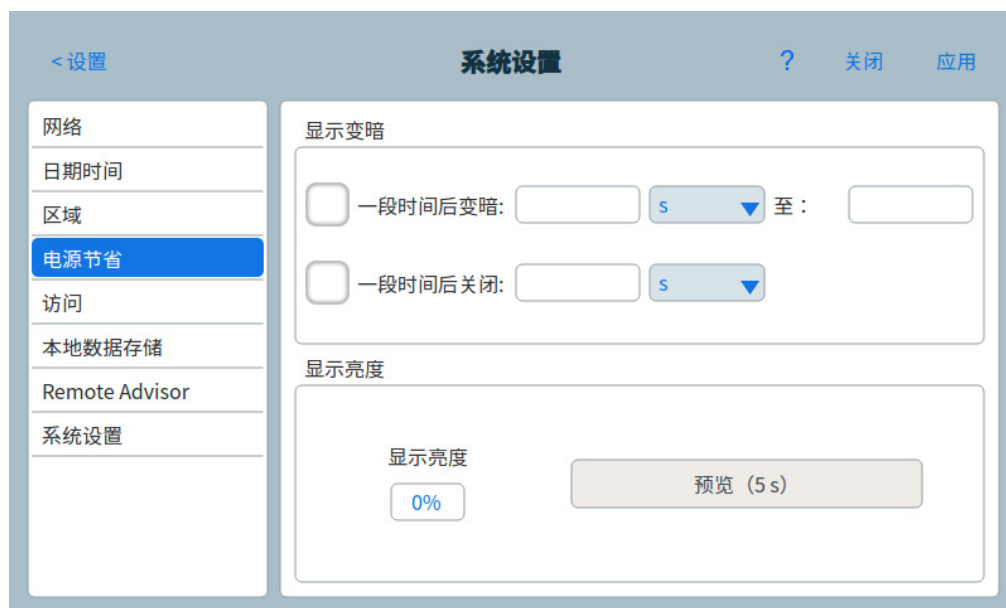 < 设置 系统设置 ? 关闭 应用
网络
日期时间
区域
电源节省
访问
本地数据存储
Remote Advisor
系统设置
显示变暗
一段时间后变暗: s 至：
一段时间后关闭: s
显示亮度
显示亮度
0%
预览（5 s）